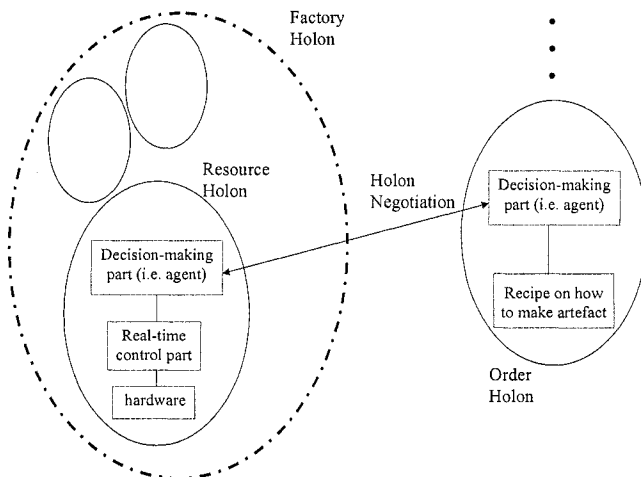 Factory
Holon
Resource
Holon
Decision-making
part (i.e. agent)
Real-time
control part
hardware
Holon
Negotiation
Decision-making
part (i.e. agent)
Recipe on how
to make artefact
Order
Holon